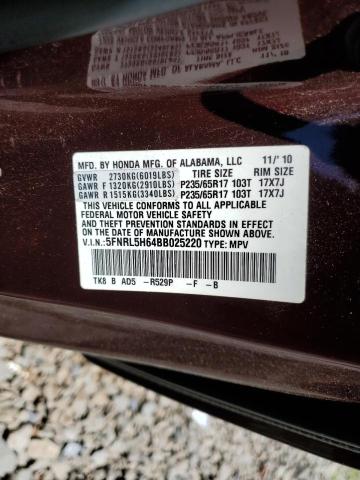 MFD. BY HONDA MFG. OF ALABAMA, LLC 11/'10
GVWR 2730KG(6019LBS) TIRE SIZE RIM SIZE
GAWR F 1320KG(2910LBS) P235/65R17 103T 17X7J
GAWR R 1515KG(3340LBS) P235/65R17 103T 17X7J
THIS VEHICLE CONFORMS TO ALL APPLICABLE
FEDERAL MOTOR VEHICLE SAFETY AND
THEFT PREVENTION STANDARDS IN EFFECT ON
THE DATE OF MANUFACTURE SHOWN ABOVE.
V.I.N.:5FNRL5H64BB025220 TYPE: MPV
TK8 B AD5 -R529P -F -B